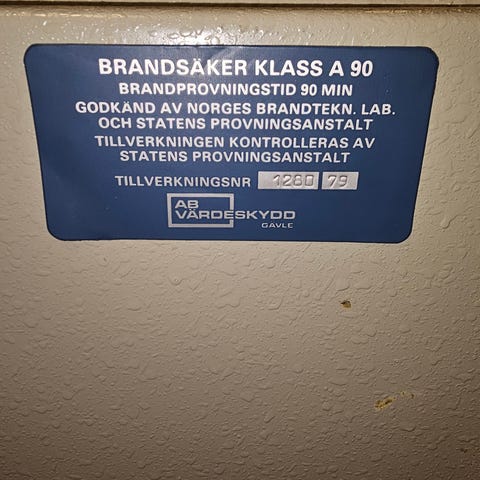 BRANDSÄKER KLASS A 90
BRANDPROVNINGSTID 90 MIN
GODKÄND AV NORGES BRANDTEKN. LAB.
OCH STATENS PROVNINGSANSTALT
TILLVERKNINGEN KONTROLLERAS AV
STATENS PROVNINGSANSTALT
TILLVERKNINGSNR 1280 79
AB
VÄRDESKYDD
GÄVLE